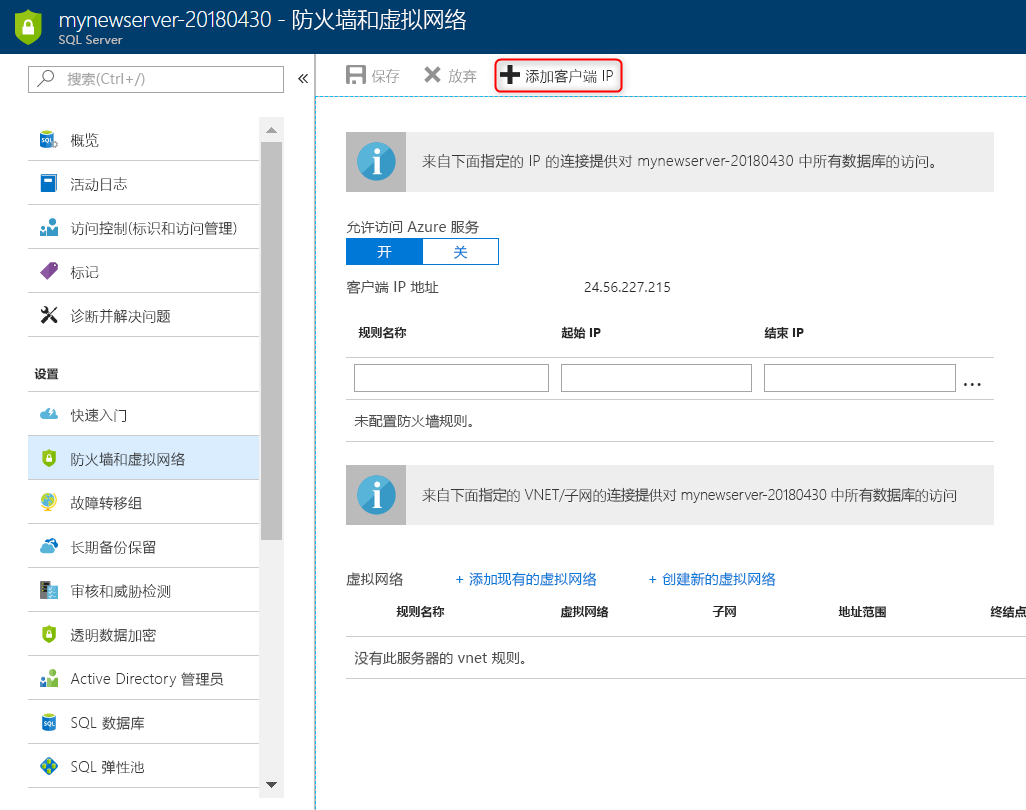 mynewserver-20180430 - 防火墙和虚拟网络
SQL Server
搜索(Ctrl+/)
«
保存
放弃
添加客户端 IP
概览
活动日志
访问控制(标识和访问管理)
标记
诊断并解决问题
设置
快速入门
防火墙和虚拟网络
故障转移组
长期备份保留
审核和威胁检测
透明数据加密
Active Directory 管理员
SQL 数据库
SQL 弹性池
来自下面指定的 IP 的连接提供对 mynewserver-20180430 中所有数据库的访问。
允许访问 Azure 服务
开 关
客户端 IP 地址 24.56.227.215
规则名称 起始 IP 结束 IP
...
未配置防火墙规则。
来自下面指定的 VNET/子网的连接提供对 mynewserver-20180430 中所有数据库的访问
虚拟网络 + 添加现有的虚拟网络 + 创建新的虚拟网络
规则名称 虚拟网络 子网 地址范围 终结点
没有此服务器的 vnet 规则。